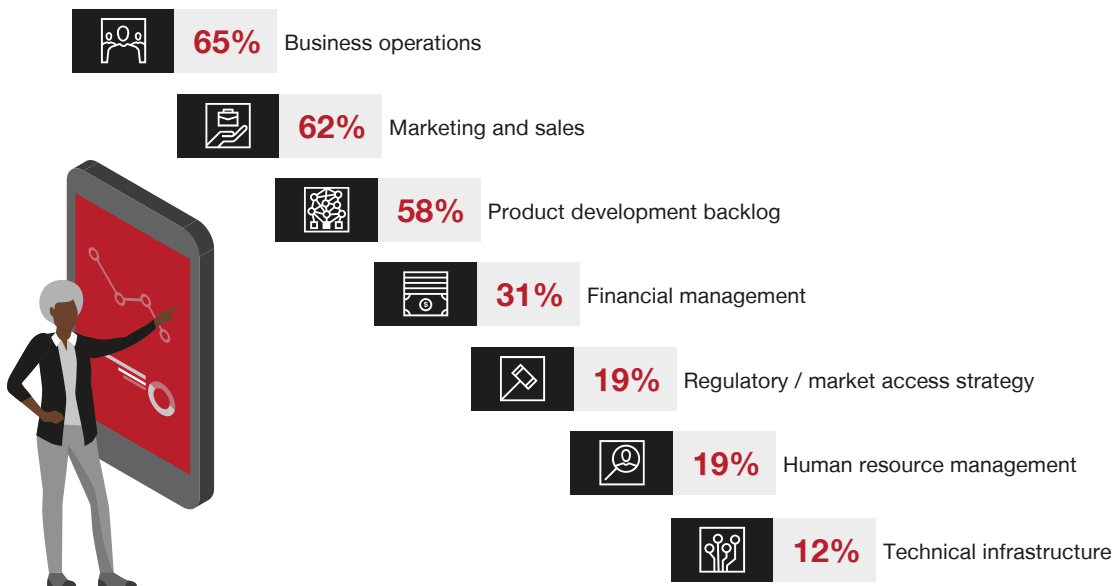 65% Business operations
62% Marketing and sales
58% Product development backlog
31% Financial management
19% Regulatory / market access strategy
19% Human resource management
12% Technical infrastructure